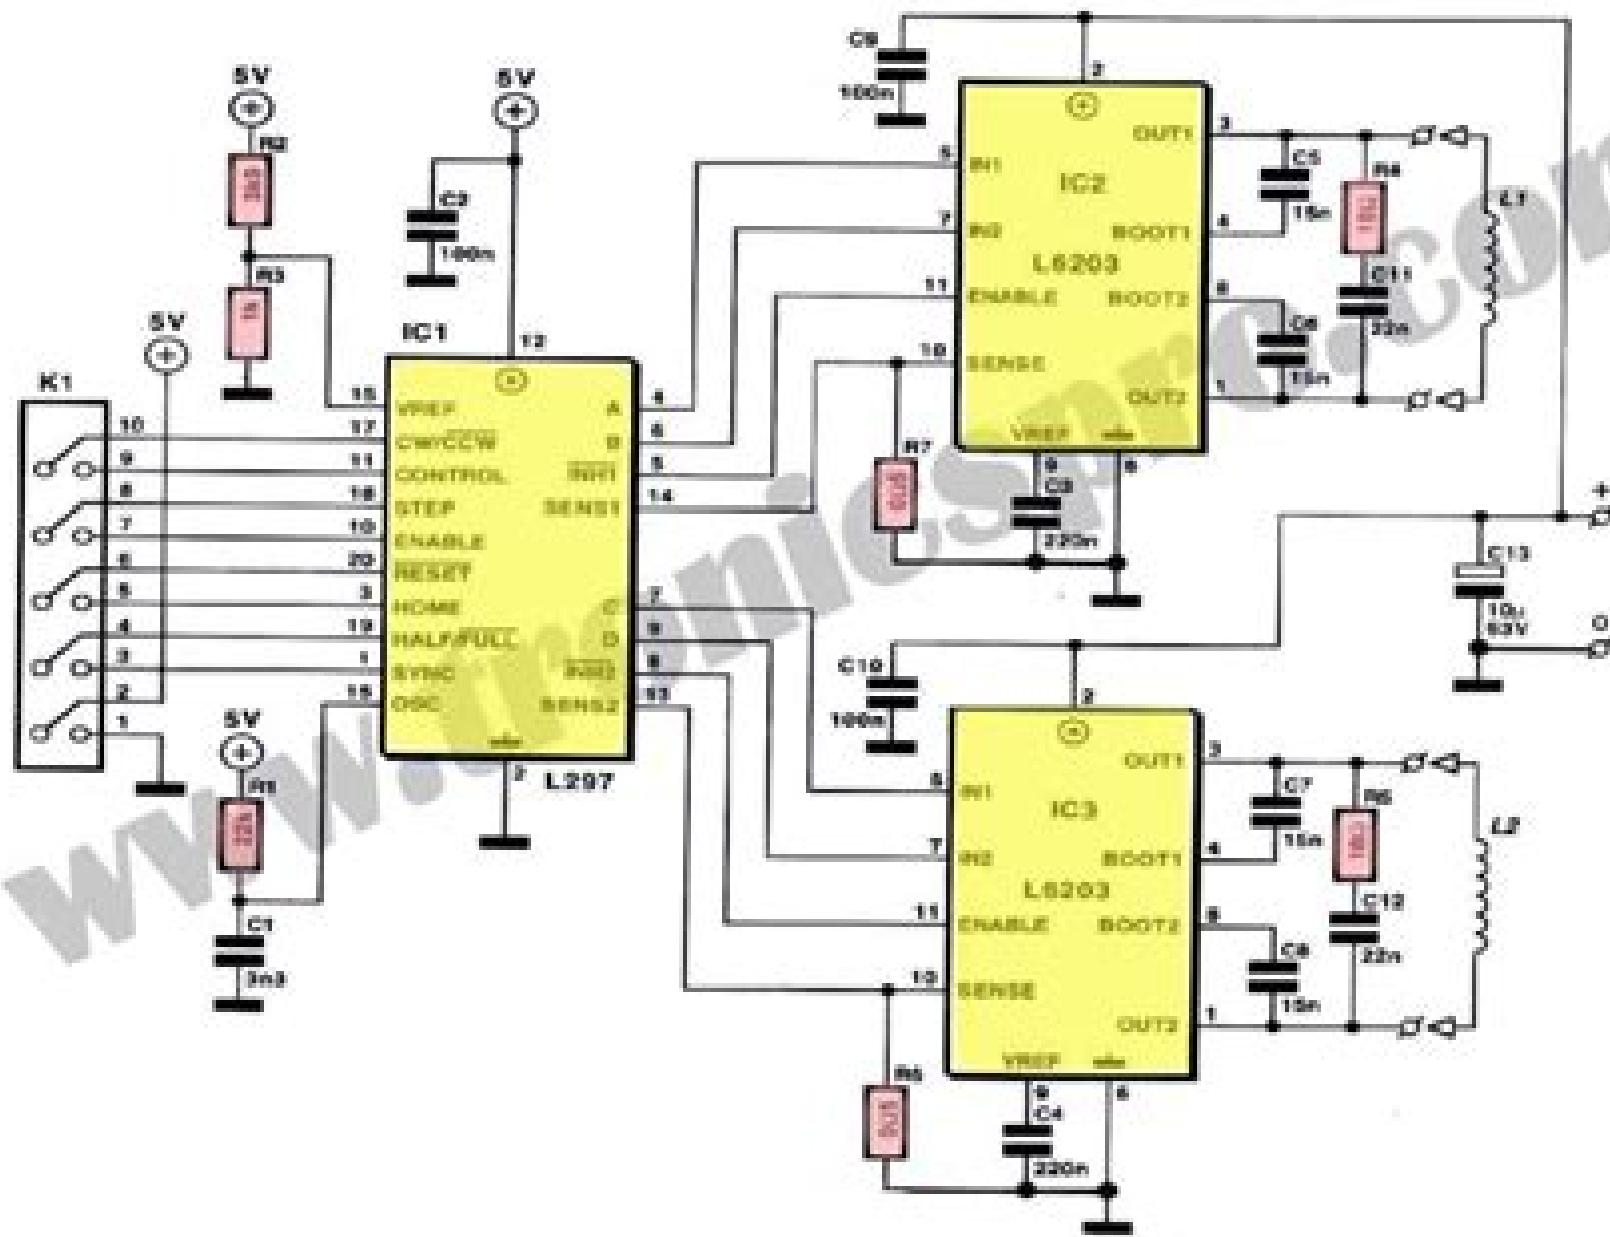 5V
R2
R3
1k
5V
C2
100n
5V
K1
10
9
8
7
6
5
4
3
2
1
5V
R1
22k
C1
3n3
IC1
12
15
VREF
17
CW/CCW
11
CONTROL
18
STEP
10
ENABLE
20
RESET
3
HOME
19
HALF/FULL
1
SYNC
OSC
A
4
B
6
INH1
5
SENS1
14
C
7
D
9
INH2
8
SENS2
13
2
L297
C9
100n
2
5
IN1
7
IN2
11
ENABLE
10
SENSE
IC2
L6203
OUT1
3
BOOT1
4
BOOT2
8
OUT2
1
VREF
9
6
R7
C3
220n
C5
15n
R4
C11
22n
C6
15n
L1
+
C13
10µ
63V
0
C10
100n
2
5
IN1
7
IN2
11
ENABLE
10
SENSE
IC3
L6203
OUT1
3
BOOT1
4
BOOT2
8
OUT2
1
VREF
9
6
R6
C4
220n
C7
15n
R5
C12
22n
C8
15n
L2